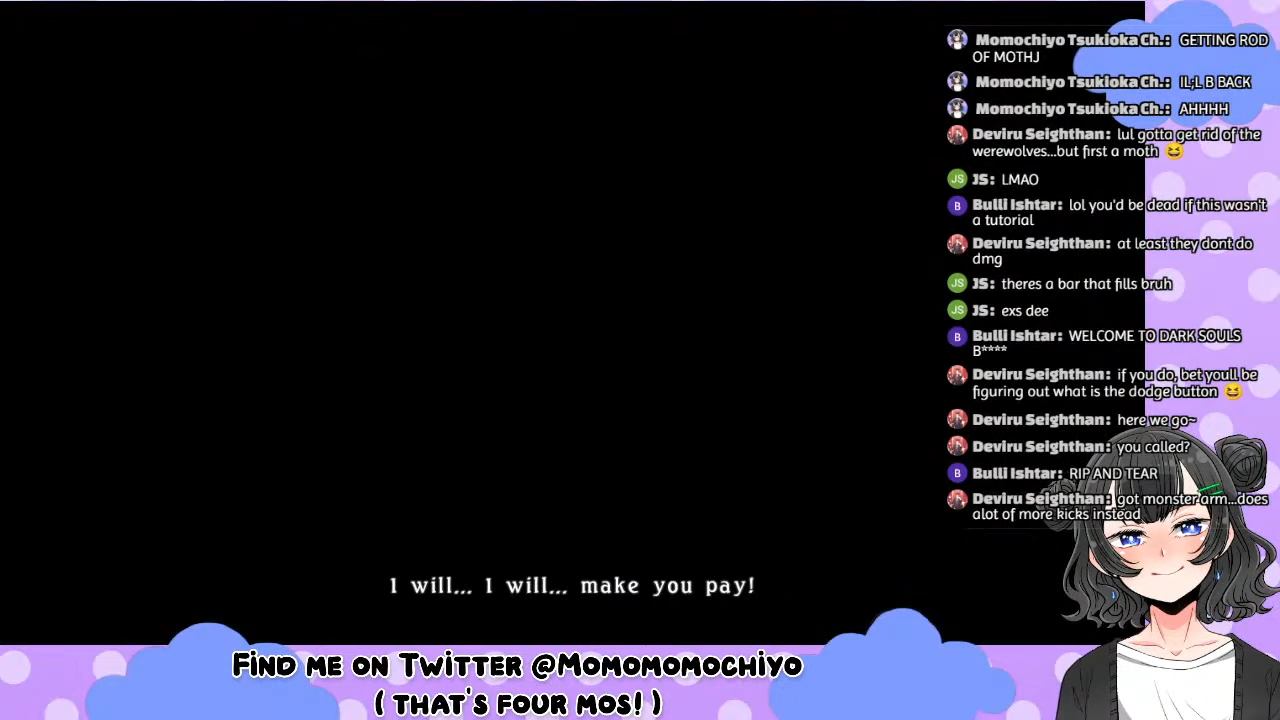 Momochiyo Tsukioka Ch.: GETTING ROD
OF MOTHJ
Momochiyo Tsukioka Ch.: IL;L B BACK
Momochiyo Tsukioka Ch.: AHHHH
Deviru Seighthan: lul gotta get rid of the
werewolves...but first a moth 😆
JS JS: LMAO
B Bulli Ishtar: lol you'd be dead if this wasn't
a tutorial
Deviru Seighthan: at least they dont do
dmg
JS JS: theres a bar that fills bruh
JS JS: exs dee
B Bulli Ishtar: WELCOME TO DARK SOULS
B****
Deviru Seighthan: if you do, bet youll be
figuring out what is the dodge button 😆
Deviru Seighthan: here we go~
Deviru Seighthan: you called?
B Bulli Ishtar: RIP AND TEAR
Deviru Seighthan: got monster arm...does
alot of more kicks instead
I will... I will... make you pay!
Find me on Twitter @Momomomochiyo
( that's four mos! )